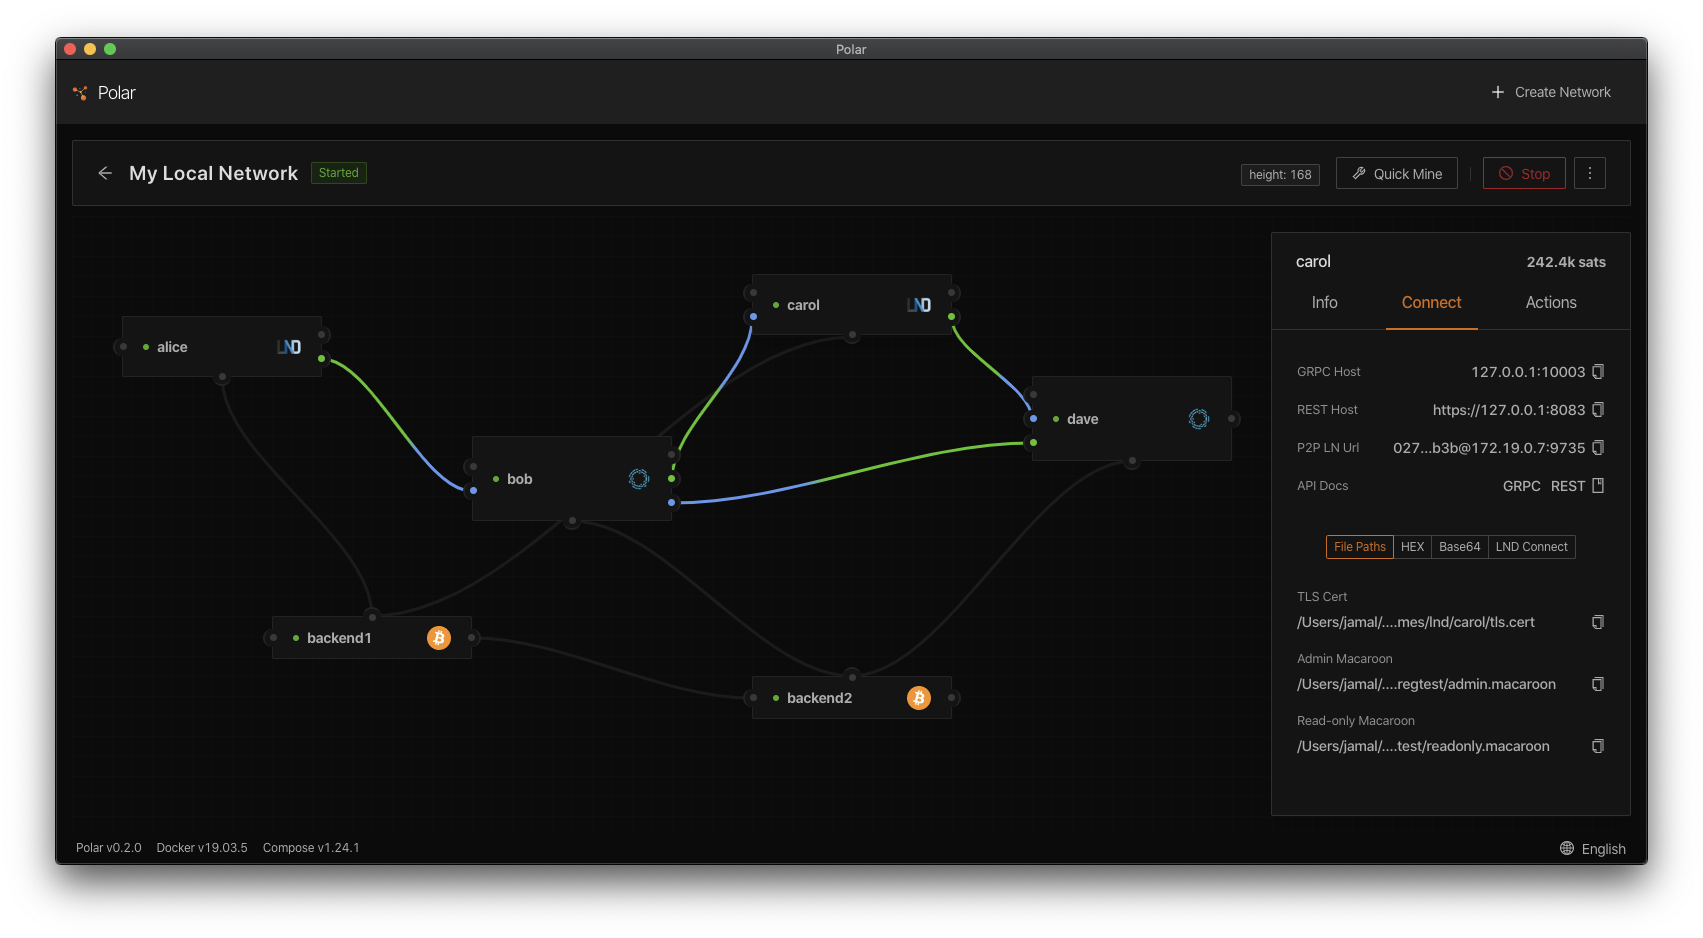 Polar
Polar
Create Network
My Local Network
Started
height: 168
Quick Mine
Stop
carol
242.4k sats
Info
Connect
Actions
GRPC Host
127.0.0.1:10003
REST Host
https://127.0.0.1:8083
P2P LN Url
027...b3b@172.19.0.7:9735
API Docs
GRPC REST
File Paths
HEX
Base64
LND Connect
TLS Cert
/Users/jamal/....mes/lnd/carol/tls.cert
Admin Macaroon
/Users/jamal/....regtest/admin.macaroon
Read-only Macaroon
/Users/jamal/....test/readonly.macaroon
carol
LND
alice
LND
dave
bob
backend1
backend2
Polar v0.2.0
Docker v19.03.5
Compose v1.24.1
English